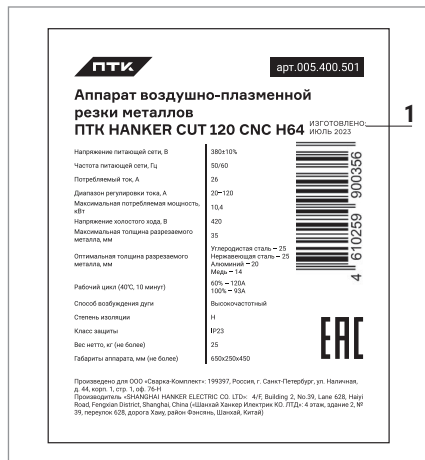 ПТК
арт.005.400.501
Аппарат воздушно-плазменной
резки металлов
ПТК HANKER CUT 120 CNC H64
ИЗГОТОВЛЕНО:
ИЮЛЬ 2023
1
Напряжение питающей сети, В 380±10%
Частота питающей сети, Гц 50/60
Потребляемый ток, А 26
Диапазон регулировки тока, А 20–120
Максимальная потребляемая мощность,
кВт 10,4
Напряжение холостого хода, В 420
Максимальная толщина разрезаемого
металла, мм 35
Оптимальная толщина разрезаемого
металла, мм
Углеродистая сталь – 25
Нержавеющая сталь – 25
Алюминий – 20
Медь – 14
Рабочий цикл (40℃, 10 минут)
60% – 120А
100% – 93А
Способ возбуждения дуги Высокочастотный
Степень изоляции H
Класс защиты IP23
Вес нетто, кг (не более) 25
Габариты аппарата, мм (не более) 650х250х450
4 610259 900356
EAC
Произведено для ООО «Сварка-Комплект»: 199397, Россия, г. Санкт-Петербург, ул. Наличная,
д. 44, корп. 1, стр. 1, оф. 76-Н
Производитель «SHANGHAI HANKER ELECTRIC CO. LTD»: 4/F, Building 2, No.39, Lane 628, Haiyi
Road, Fengxian District, Shanghai, China («Шанхай Ханкер Илектрик КО. ЛТД»: 4 этаж, здание 2, №
39, переулок 628, дорога Хаиу, район Фэнсянь, Шанхай, Китай)